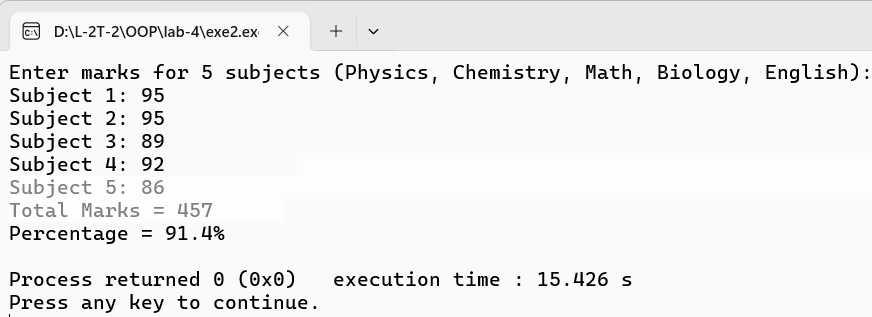 D:\L-2T-2\OOP\lab-4\exe2.ex
Enter marks for 5 subjects (Physics, Chemistry, Math, Biology, English):
Subject 1: 95
Subject 2: 95
Subject 3: 89
Subject 4: 92
Subject 5: 86
Total Marks = 457
Percentage = 91.4%
Process returned 0 (0x0)   execution time : 15.426 s
Press any key to continue.